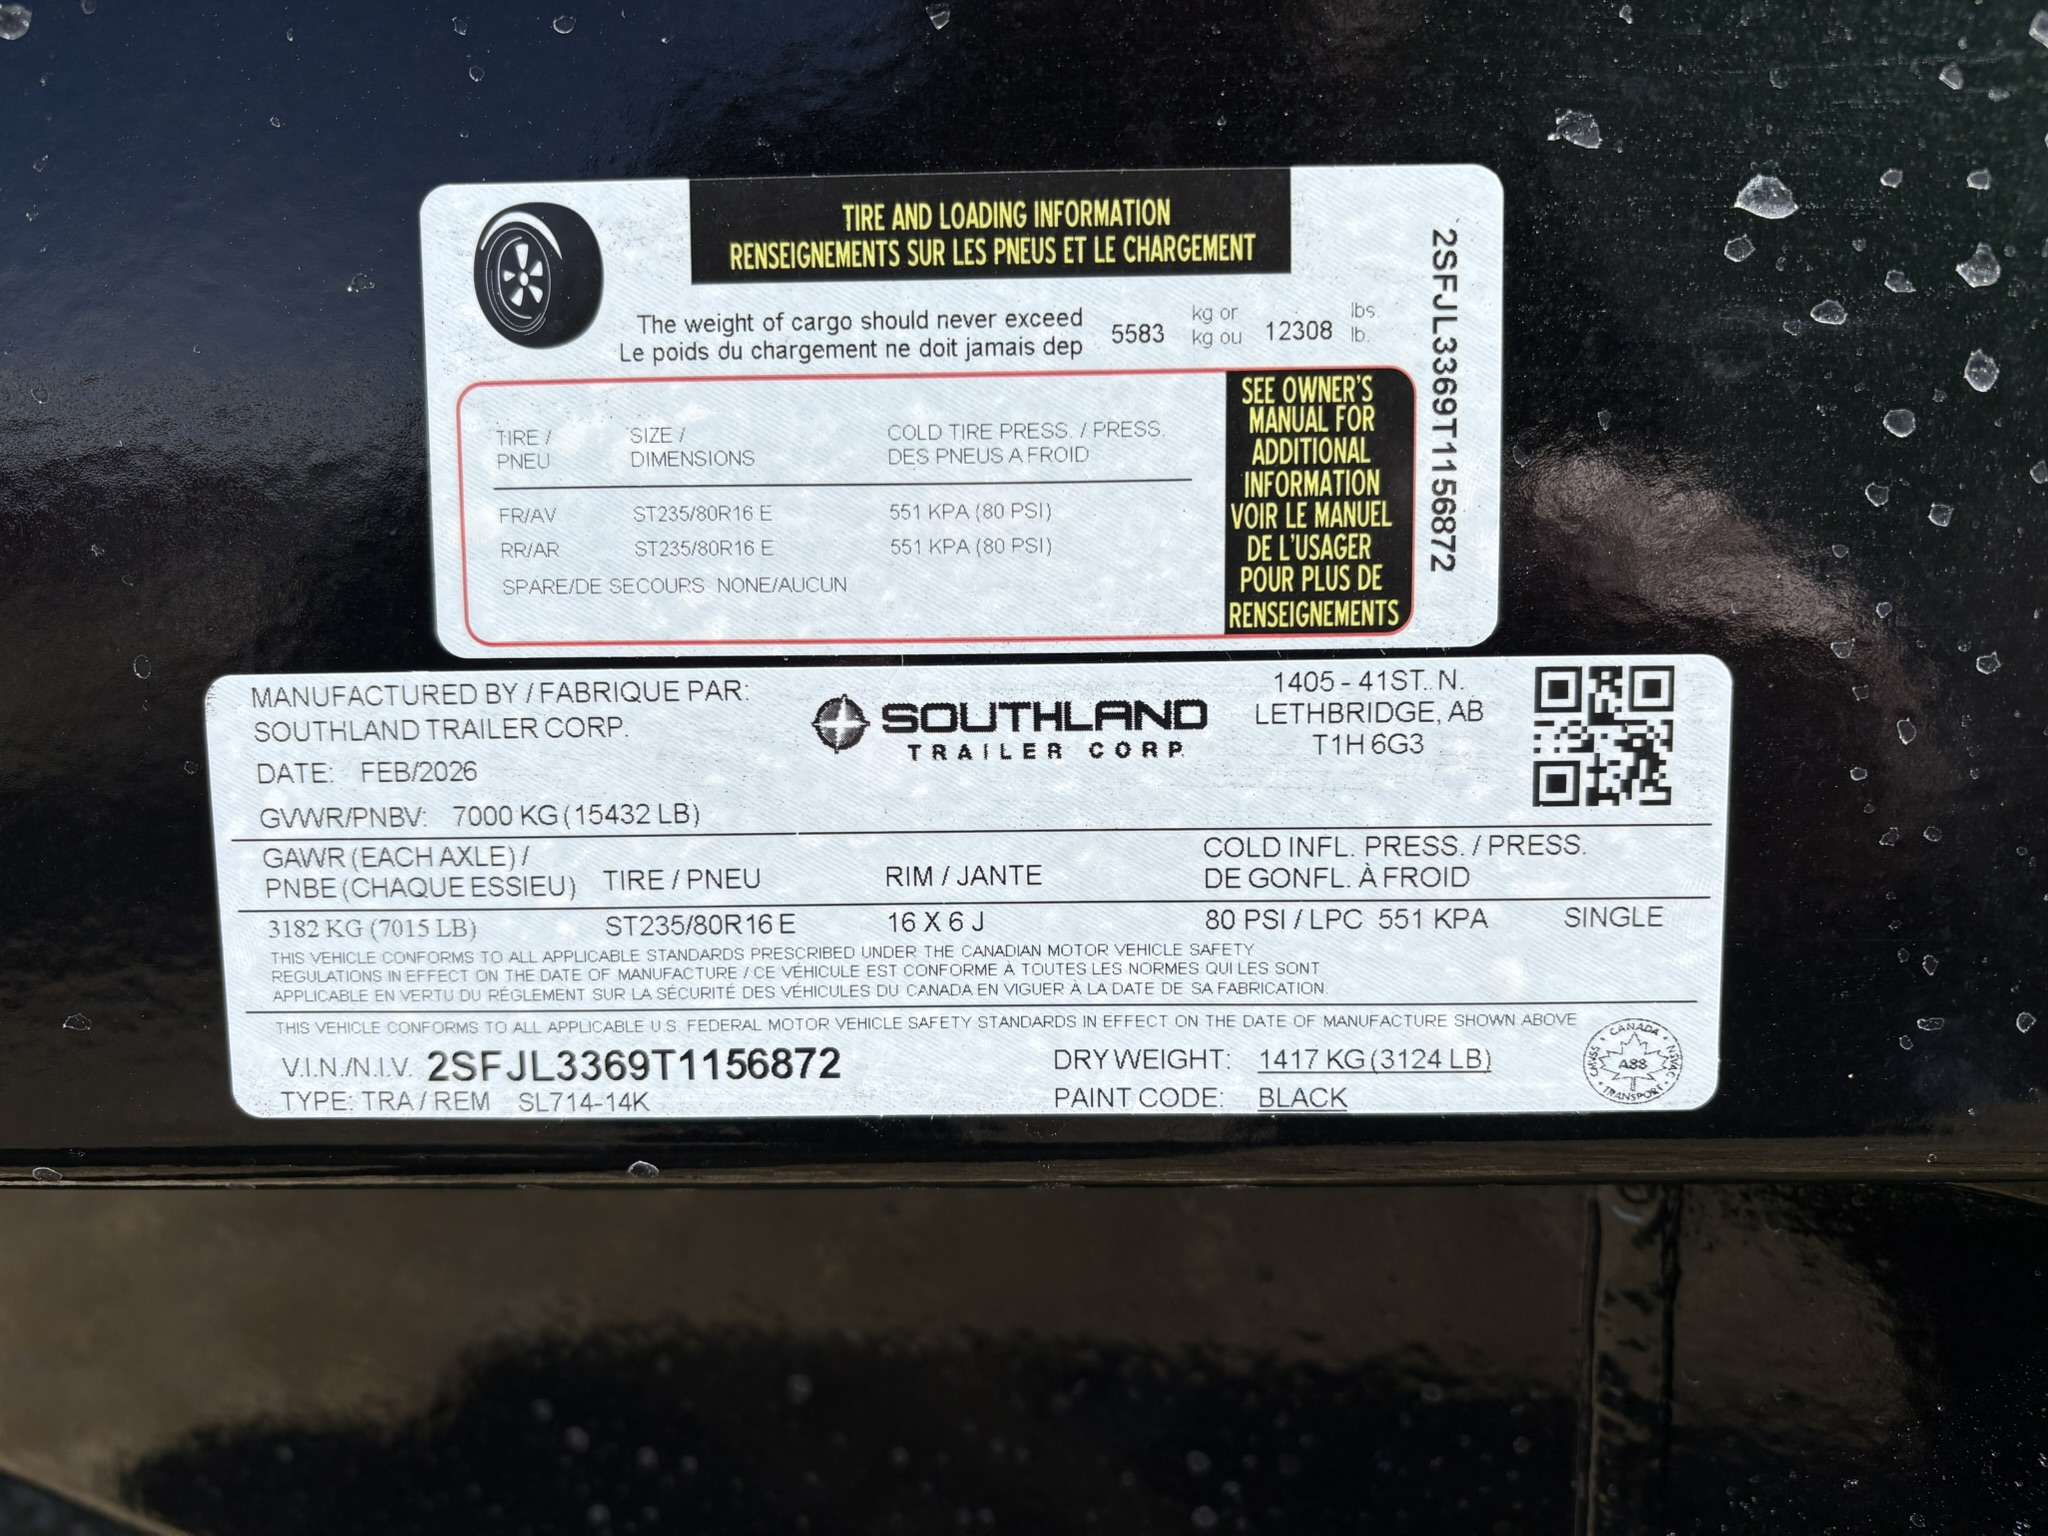 TIRE AND LOADING INFORMATION
RENSEIGNEMENTS SUR LES PNEUS ET LE CHARGEMENT
The weight of cargo should never exceed 5583 kg or 12308 lbs.
Le poids du chargement ne doit jamais dep kg ou lb.
TIRE / SIZE / COLD TIRE PRESS. / PRESS.
PNEU DIMENSIONS DES PNEUS A FROID
FR/AV ST235/80R16 E 551 KPA (80 PSI)
RR/AR ST235/80R16 E 551 KPA (80 PSI)
SPARE/DE SECOURS NONE/AUCUN
SEE OWNER'S
MANUAL FOR
ADDITIONAL
INFORMATION
VOIR LE MANUEL
DE L'USAGER
POUR PLUS DE
RENSEIGNEMENTS
2SFJL3369T1156872
MANUFACTURED BY / FABRIQUE PAR:
SOUTHLAND TRAILER CORP.
DATE: FEB/2026
GVWR/PNBV: 7000 KG (15432 LB)
SOUTHLAND
TRAILER CORP.
1405 - 41ST. N.
LETHBRIDGE, AB
T1H 6G3
GAWR (EACH AXLE) / COLD INFL. PRESS. / PRESS.
PNBE (CHAQUE ESSIEU) TIRE / PNEU RIM / JANTE DE GONFL. À FROID
3182 KG (7015 LB) ST235/80R16 E 16 X 6 J 80 PSI / LPC 551 KPA SINGLE
THIS VEHICLE CONFORMS TO ALL APPLICABLE STANDARDS PRESCRIBED UNDER THE CANADIAN MOTOR VEHICLE SAFETY
REGULATIONS IN EFFECT ON THE DATE OF MANUFACTURE / CE VÉHICULE EST CONFORME À TOUTES LES NORMES QUI LES SONT
APPLICABLE EN VERTU DU RÉGLEMENT SUR LA SÉCURITÉ DES VÉHICULES DU CANADA EN VIGUER À LA DATE DE SA FABRICATION.
THIS VEHICLE CONFORMS TO ALL APPLICABLE U.S. FEDERAL MOTOR VEHICLE SAFETY STANDARDS IN EFFECT ON THE DATE OF MANUFACTURE SHOWN ABOVE
V.I.N./N.I.V. 2SFJL3369T1156872 DRY WEIGHT: 1417 KG (3124 LB)
TYPE: TRA / REM SL714-14K PAINT CODE: BLACK
CANADA
CMVSS A88 NSVAC
TRANSPORT